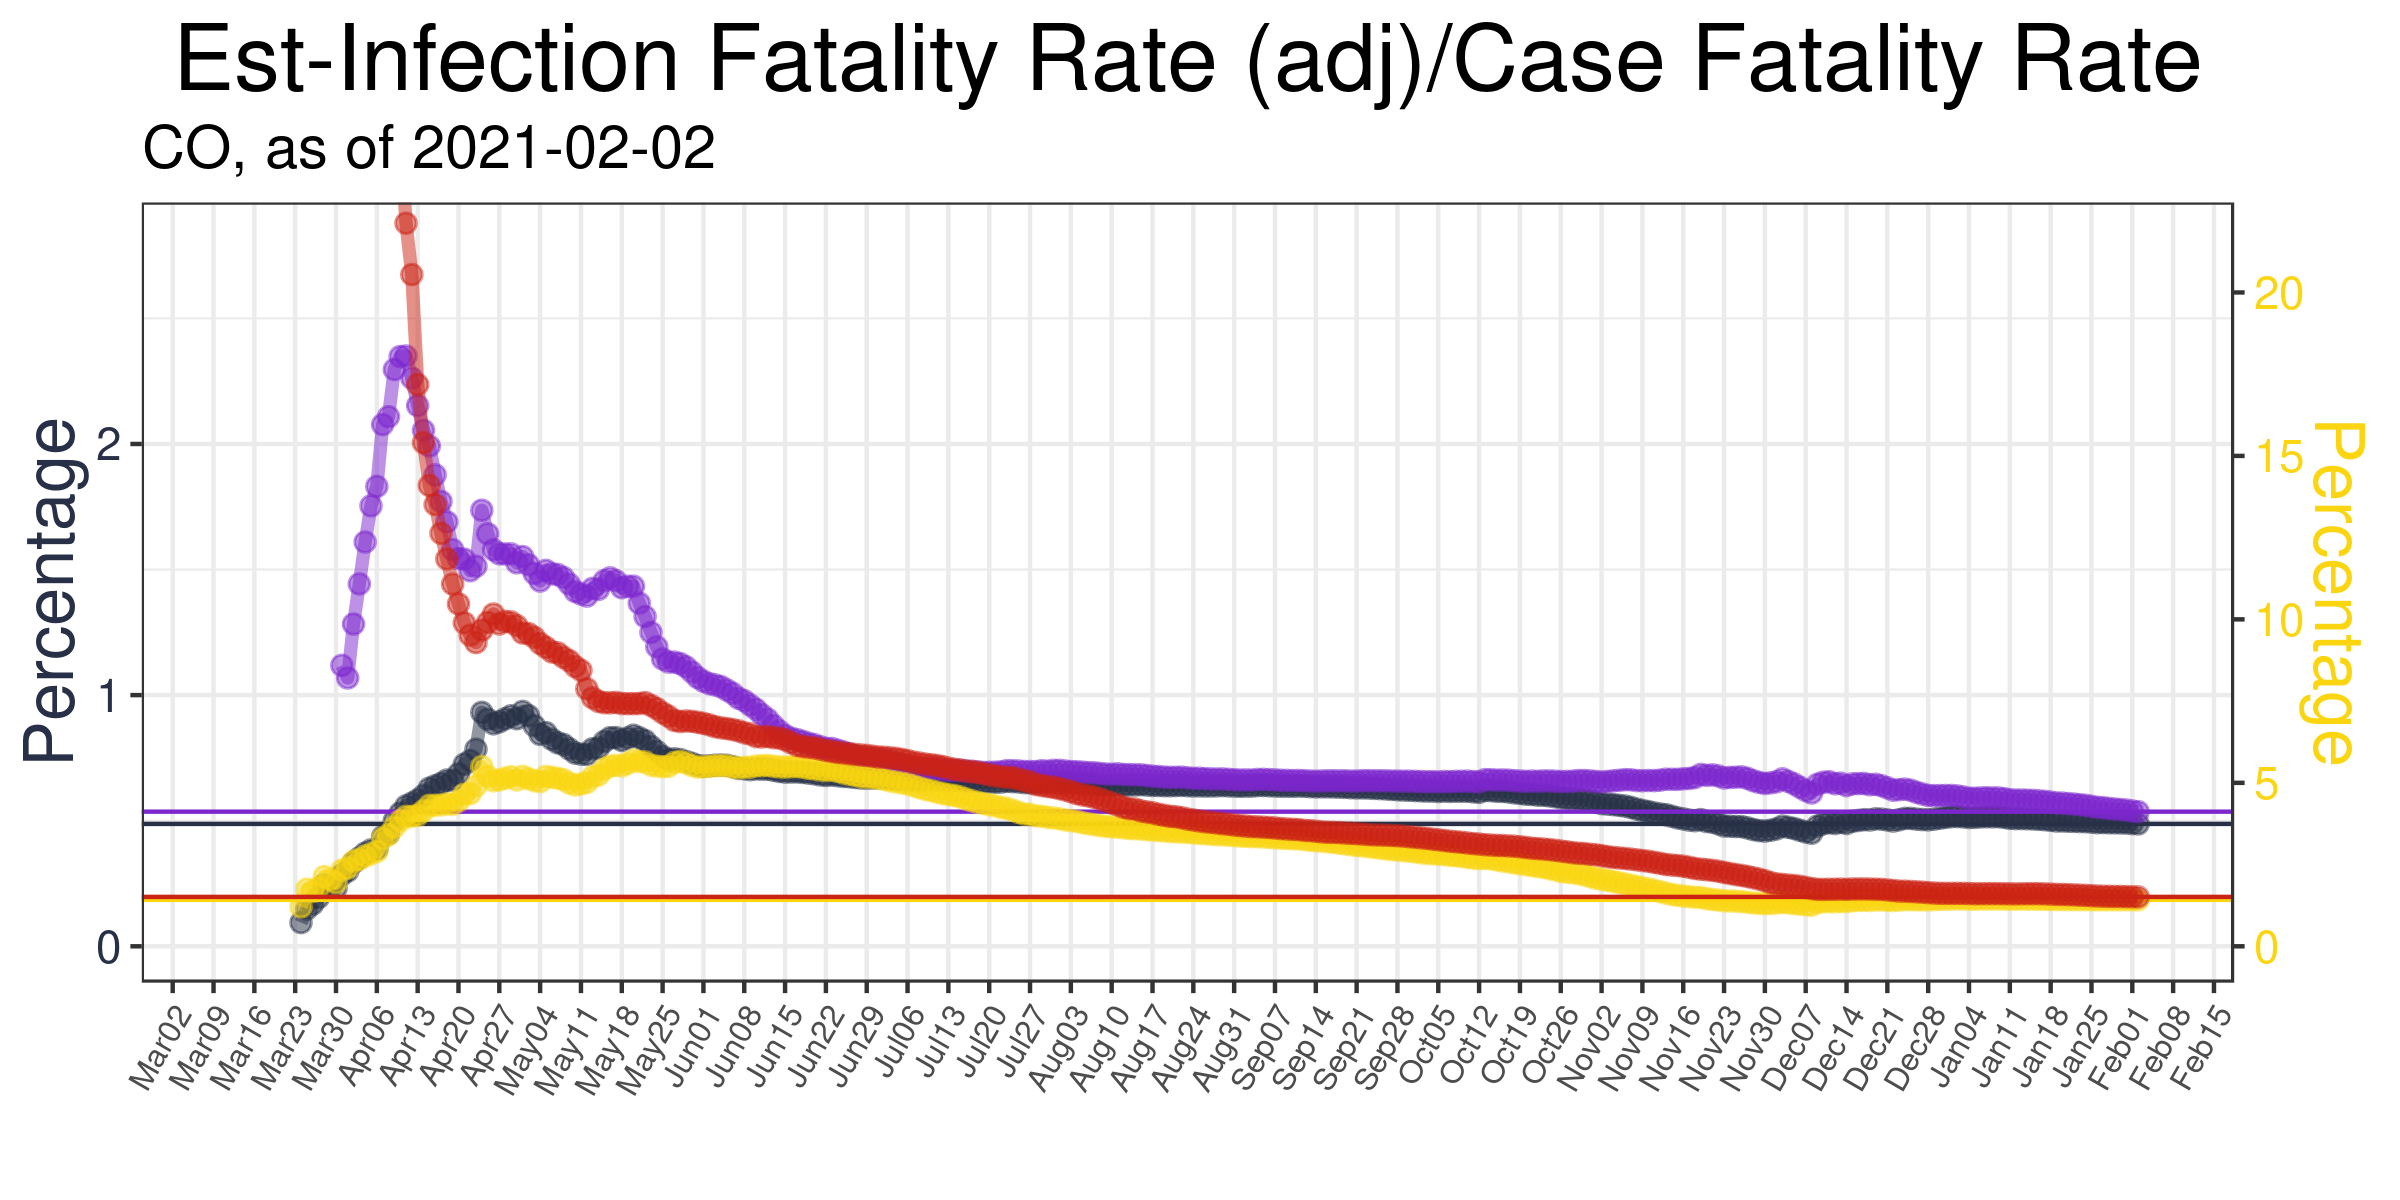 Est-Infection Fatality Rate (adj)/Case Fatality Rate
CO, as of 2021-02-02
Percentage
2
1
0
20
15
10
5
0
Percentage
Mar02
Mar09
Mar16
Mar23
Mar30
Apr06
Apr13
Apr20
Apr27
May04
May11
May18
May25
Jun01
Jun08
Jun15
Jun22
Jun29
Jul06
Jul13
Jul20
Jul27
Aug03
Aug10
Aug17
Aug24
Aug31
Sep07
Sep14
Sep21
Sep28
Oct05
Oct12
Oct19
Oct26
Nov02
Nov09
Nov16
Nov23
Nov30
Dec07
Dec14
Dec21
Dec28
Jan04
Jan11
Jan18
Jan25
Feb01
Feb08
Feb15